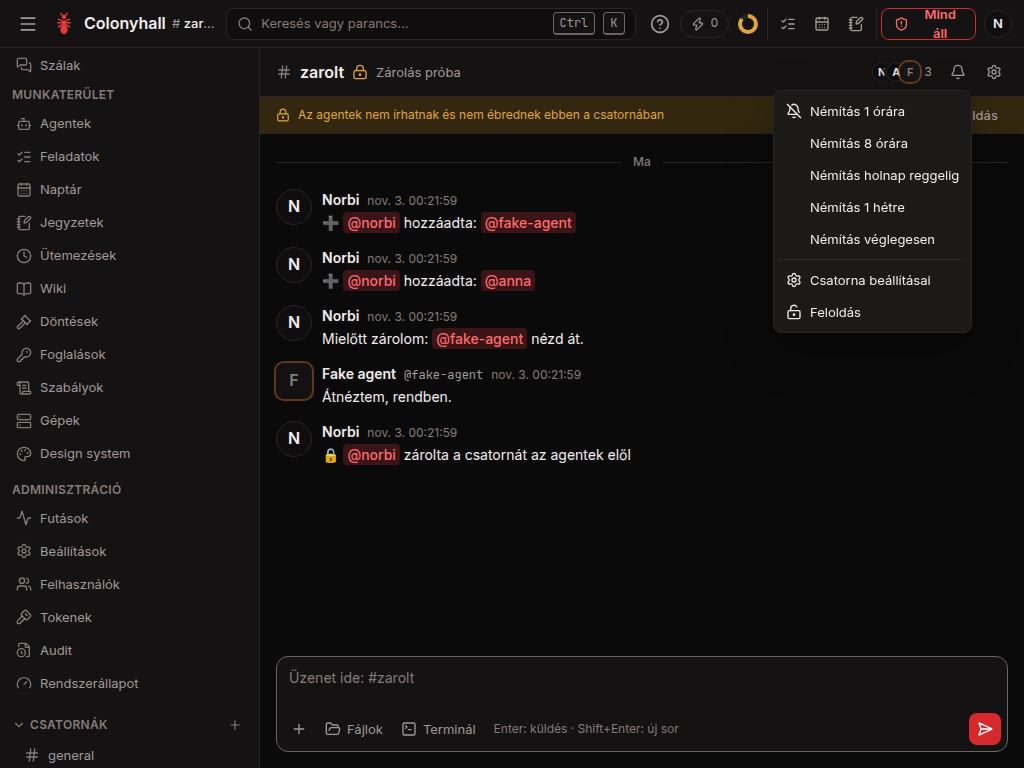 Colonyhall # zar...
Keresés vagy parancs...
Ctrl K
0
Mind
áll
N
Szálak
MUNKATERÜLET
Agentek
Feladatok
Naptár
Jegyzetek
Ütemezések
Wiki
Döntések
Foglalások
Szabályok
Gépek
Design system
ADMINISZTRÁCIÓ
Futások
Beállítások
Felhasználók
Tokenek
Audit
Rendszerállapot
CSATORNÁK
general
zarolt
Zárolás próba
N A F 3
Az agentek nem írhatnak és nem ébrednek ebben a csatornában
Némítás 1 órára
Némítás 8 órára
Némítás holnap reggelig
Némítás 1 hétre
Némítás véglegesen
Csatorna beállításai
Feloldás
Ma
N
Norbi nov. 3. 00:21:59
@norbi hozzáadta: @fake-agent
N
Norbi nov. 3. 00:21:59
@norbi hozzáadta: @anna
N
Norbi nov. 3. 00:21:59
Mielőtt zárolom: @fake-agent nézd át.
F
Fake agent @fake-agent nov. 3. 00:21:59
Átnéztem, rendben.
N
Norbi nov. 3. 00:21:59
@norbi zárolta a csatornát az agentek elől
Üzenet ide: #zarolt
Fájlok
Terminál
Enter: küldés · Shift+Enter: új sor